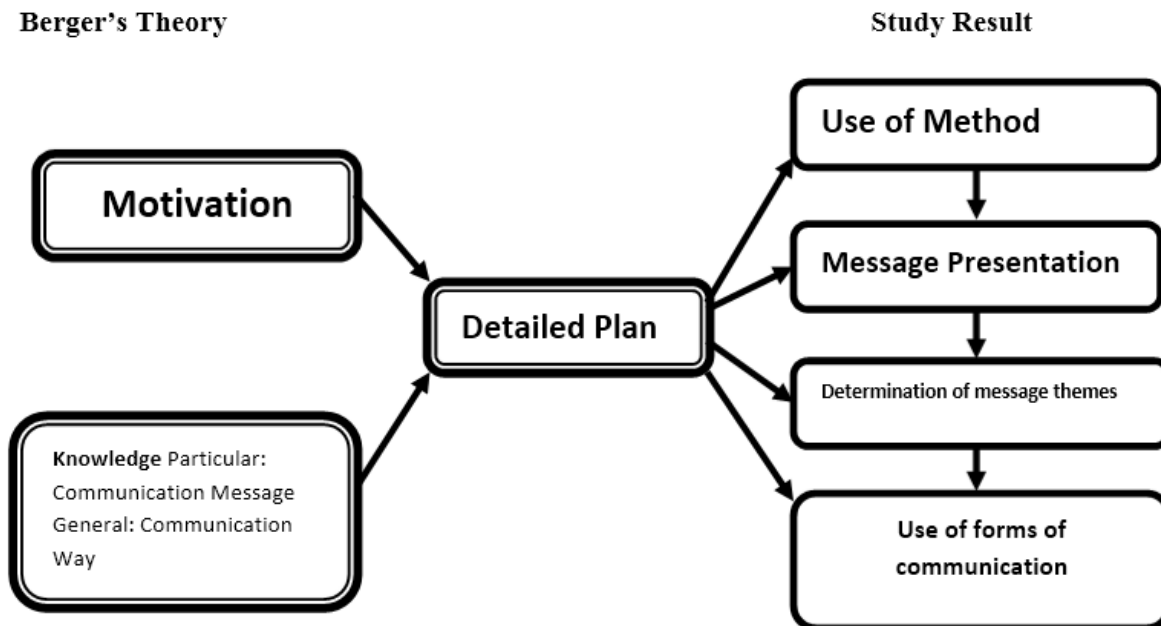 Berger's Theory
Study Result
Motivation
Knowledge Particular:
Communication Message
General: Communication
Way
Detailed Plan
Use of Method
Message Presentation
Determination of message themes
Use of forms of
communication